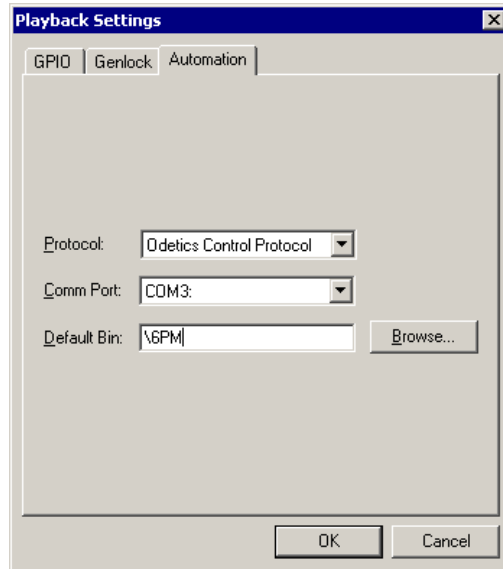 Playback Settings
GPIO Genlock Automation
Protocol: Odetics Control Protocol
Comm Port: COM3:
Default Bin: \6PM Browse...
OK Cancel